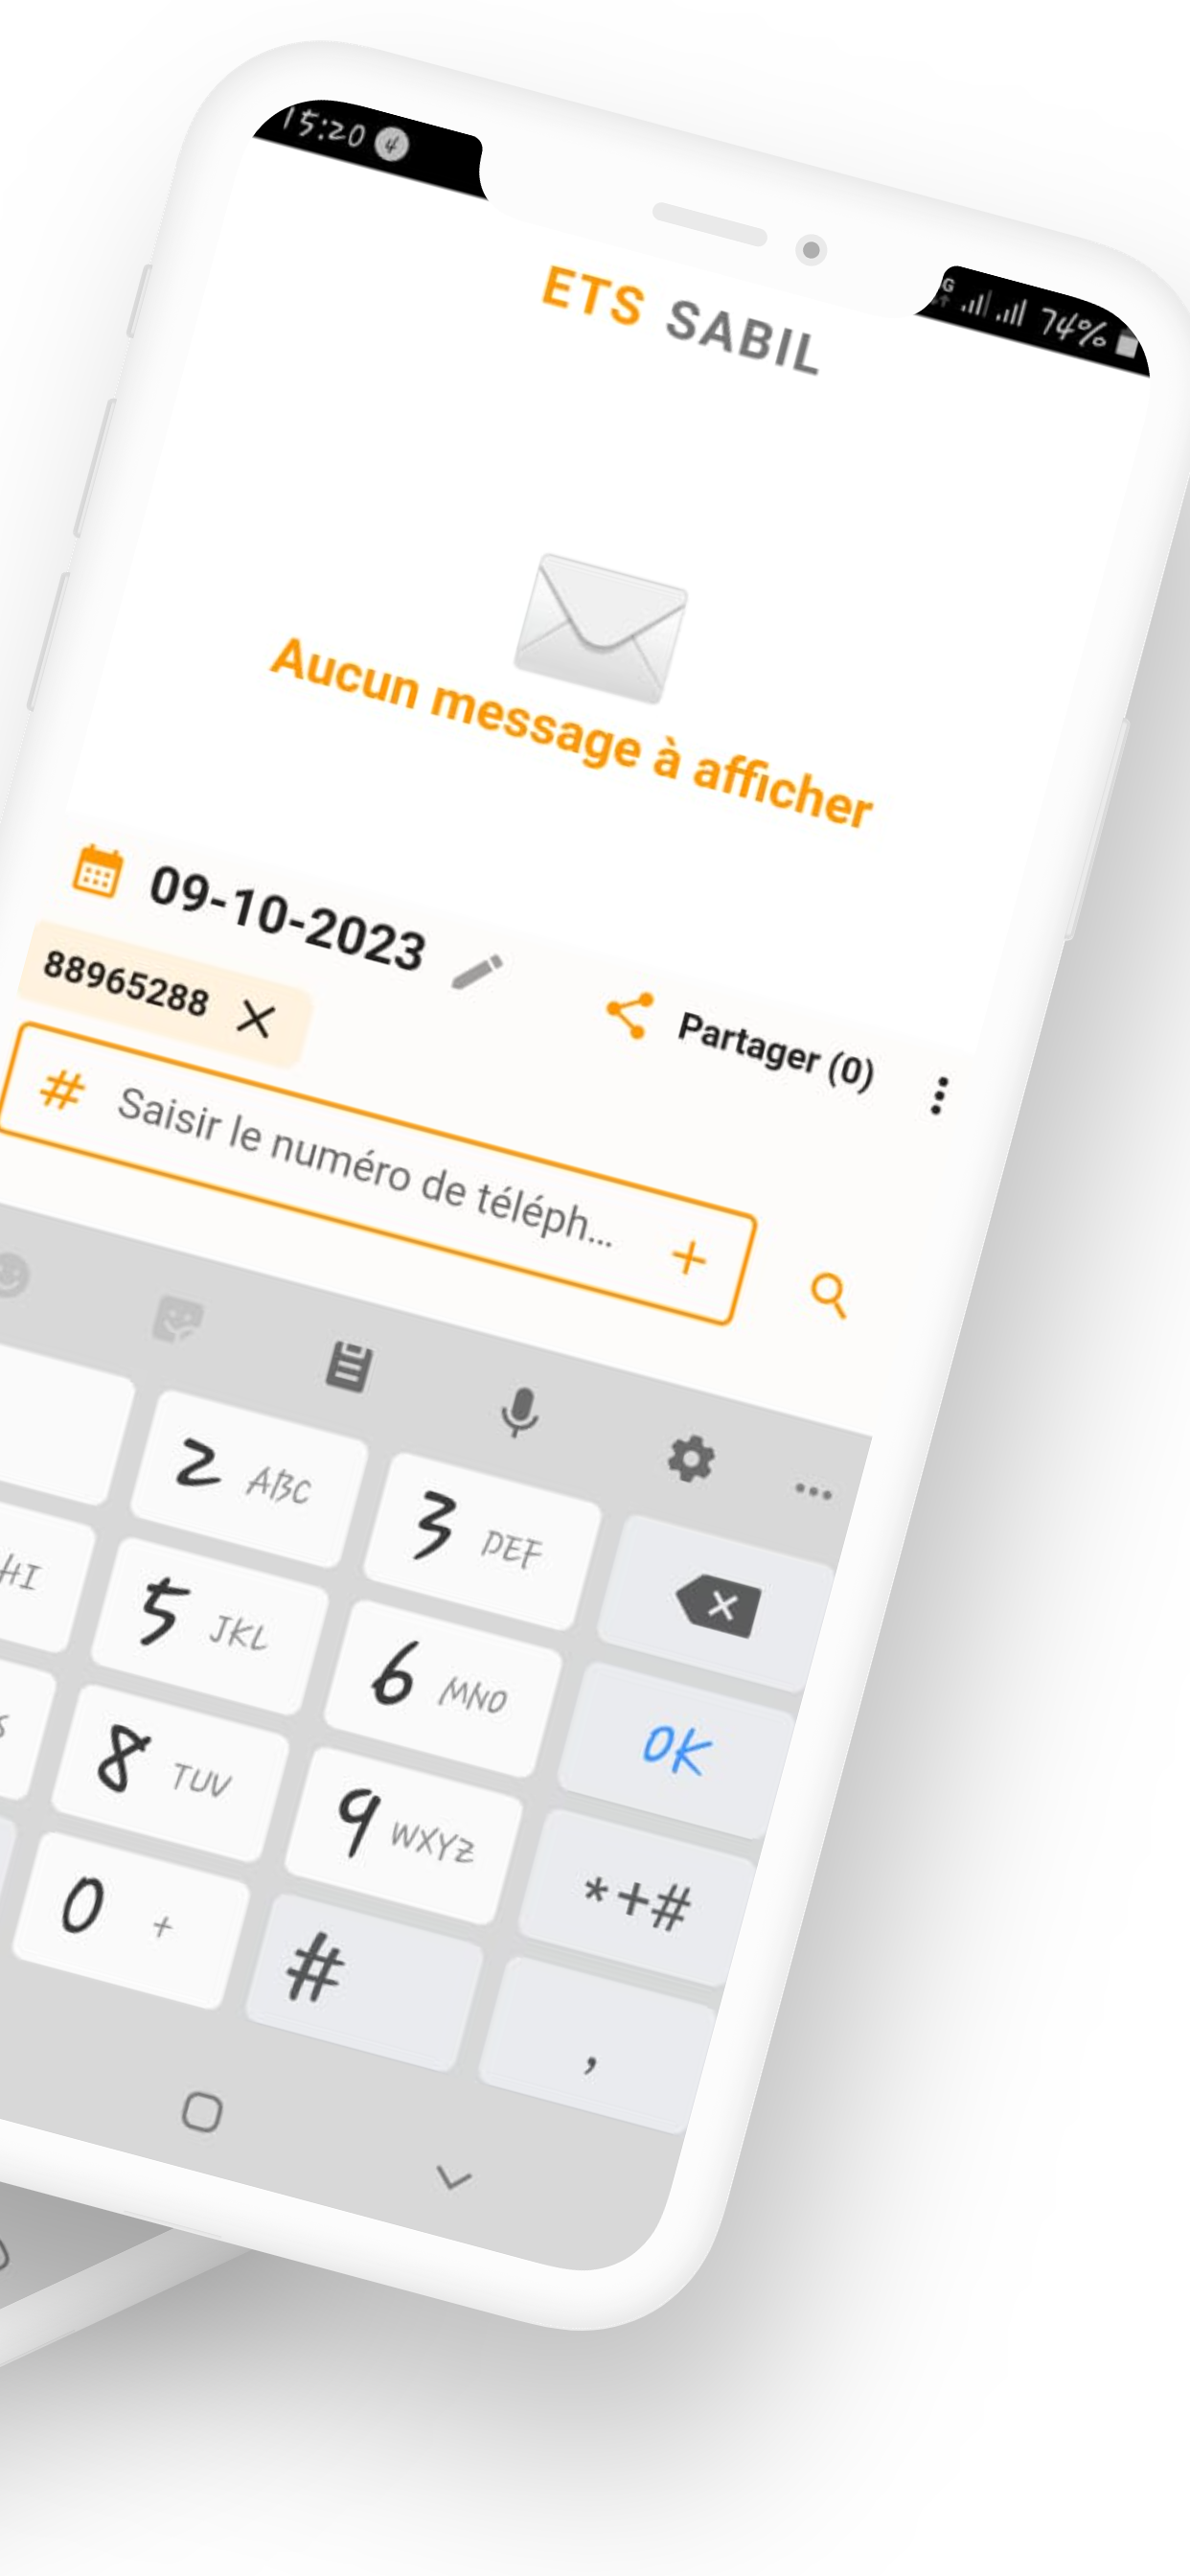 15:20 4
G 74%
ETS SABIL
Aucun message à afficher
09-10-2023
Partager (0)
88965288
# Saisir le numéro de téléph... +
2 ABC
3 DEF
HI
5 JKL
6 MNO
OK
S
8 TUV
9 WXYZ
*+#
0 +
#
,